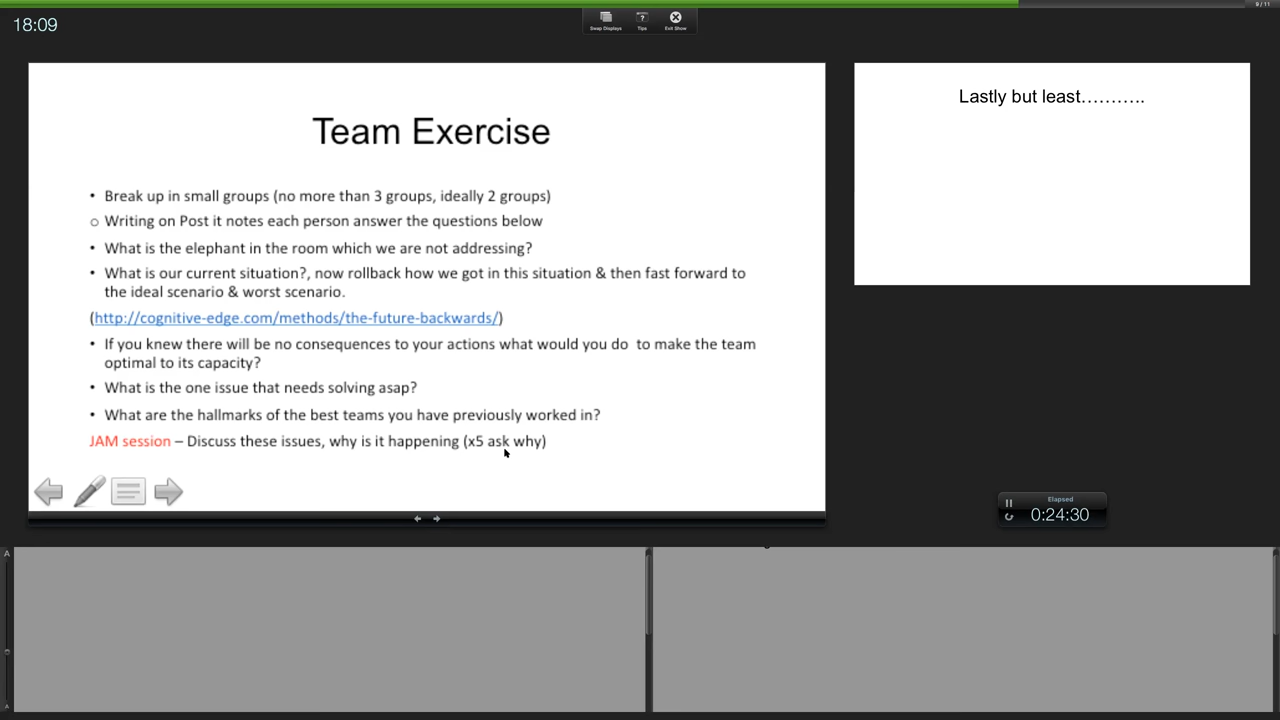 9 / 11
18:09
Swap Displays
Tips
Exit Show
?
Team Exercise
• Break up in small groups (no more than 3 groups, ideally 2 groups)
o Writing on Post it notes each person answer the questions below
• What is the elephant in the room which we are not addressing?
• What is our current situation?, now rollback how we got in this situation & then fast forward to
the ideal scenario & worst scenario.
(http://cognitive-edge.com/methods/the-future-backwards/)
• If you knew there will be no consequences to your actions what would you do to make the team
optimal to its capacity?
• What is the one issue that needs solving asap?
• What are the hallmarks of the best teams you have previously worked in?
JAM session – Discuss these issues, why is it happening (x5 ask why)
Lastly but least………..
Elapsed
0:24:30
A
A